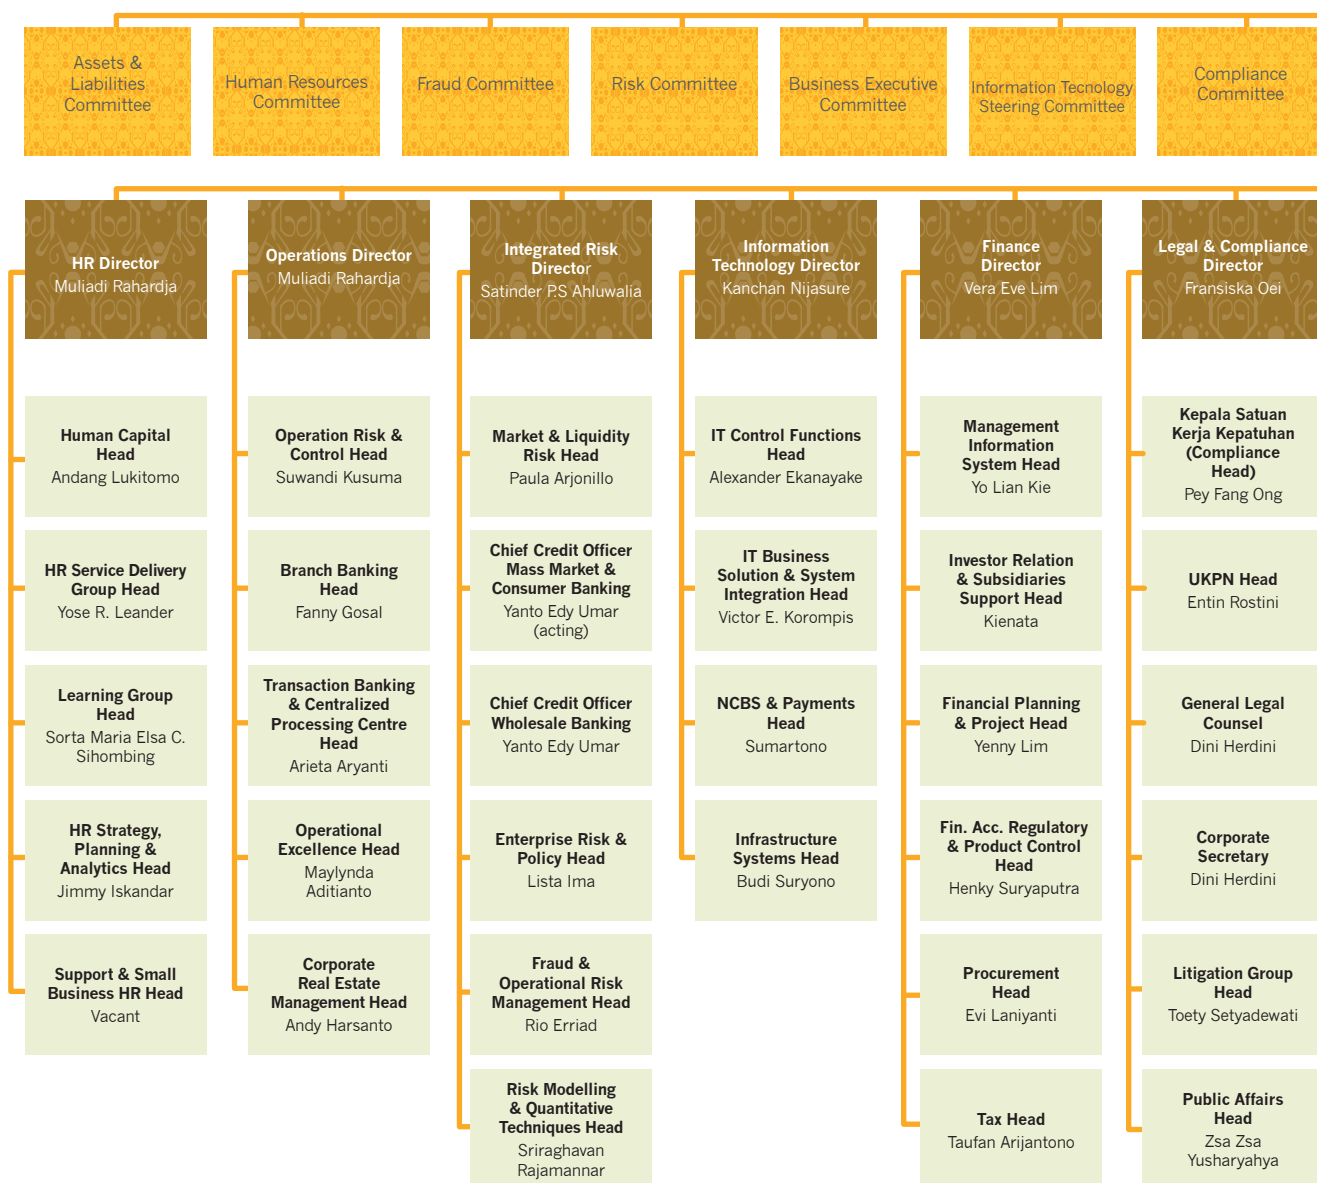 Assets &
Liabilities
Committee
Human Resources
Committee
Fraud Committee
Risk Committee
Business Executive
Committee
Information Tecnology
Steering Committee
Compliance
Committee
HR Director
Muliadi Rahardja
Operations Director
Muliadi Rahardja
Integrated Risk
Director
Satinder P.S Ahluwalia
Information
Technology Director
Kanchan Nijasure
Finance
Director
Vera Eve Lim
Legal & Compliance
Director
Fransiska Oei
Human Capital
Head
Andang Lukitomo
Operation Risk &
Control Head
Suwandi Kusuma
Market & Liquidity
Risk Head
Paula Arjonillo
IT Control Functions
Head
Alexander Ekanayake
Management
Information
System Head
Yo Lian Kie
Kepala Satuan
Kerja Kepatuhan
(Compliance
Head)
Pey Fang Ong
HR Service Delivery
Group Head
Yose R. Leander
Branch Banking
Head
Fanny Gosal
Chief Credit Officer
Mass Market &
Consumer Banking
Yanto Edy Umar
(acting)
IT Business
Solution & System
Integration Head
Victor E. Korompis
Investor Relation
& Subsidiaries
Support Head
Kienata
UKPN Head
Entin Rostini
Learning Group
Head
Sorta Maria Elsa C.
Sihombing
Transaction Banking
& Centralized
Processing Centre
Head
Arieta Aryanti
Chief Credit Officer
Wholesale Banking
Yanto Edy Umar
NCBS & Payments
Head
Sumartono
Financial Planning
& Project Head
Yenny Lim
General Legal
Counsel
Dini Herdini
HR Strategy,
Planning &
Analytics Head
Jimmy Iskandar
Operational
Excellence Head
Maylynda
Aditianto
Enterprise Risk &
Policy Head
Lista Ima
Infrastructure
Systems Head
Budi Suryono
Fin. Acc. Regulatory
& Product Control
Head
Henky Suryaputra
Corporate
Secretary
Dini Herdini
Support & Small
Business HR Head
Vacant
Corporate
Real Estate
Management Head
Andy Harsanto
Fraud &
Operational Risk
Management Head
Rio Erriad
Procurement
Head
Evi Laniyanti
Litigation Group
Head
Toety Setyadewati
Risk Modelling
& Quantitative
Techniques Head
Sriraghavan
Rajamannar
Tax Head
Taufan Arijantono
Public Affairs
Head
Zsa Zsa
Yusharyahya